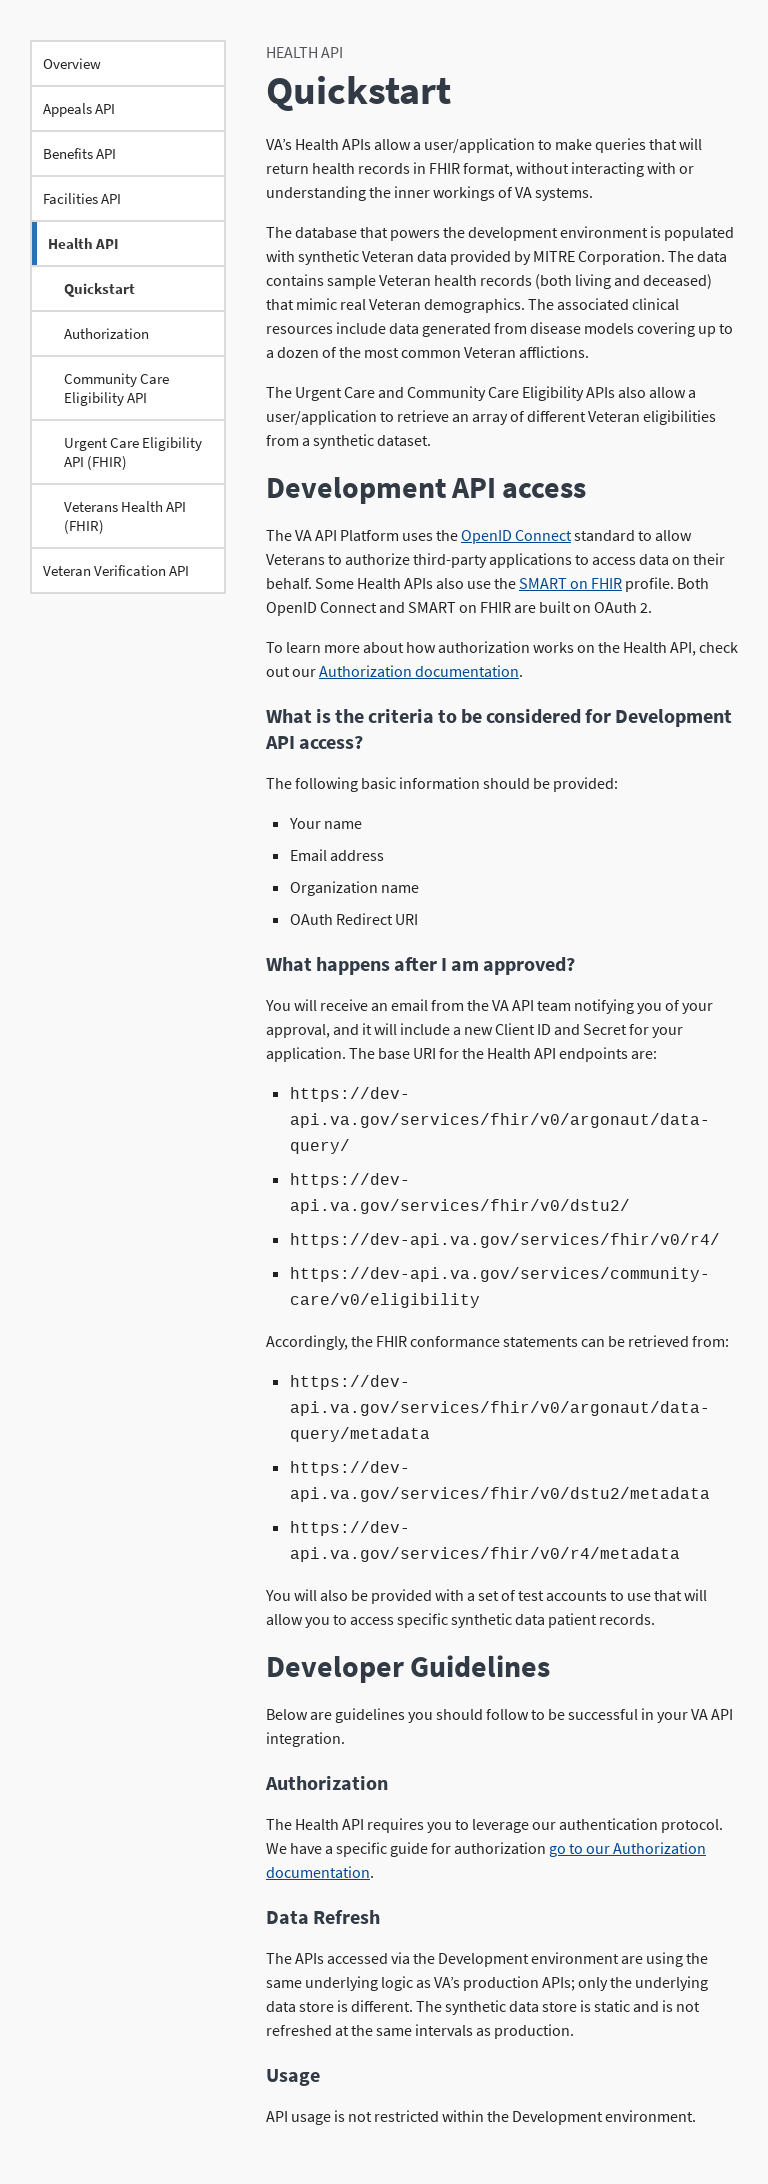 Overview
Appeals API
Benefits API
Facilities API
Health API
Quickstart
Authorization
Community Care
Eligibility API
Urgent Care Eligibility
API (FHIR)
Veterans Health API
(FHIR)
Veteran Verification API
HEALTH API
Quickstart
VA’s Health APIs allow a user/application to make queries that will
return health records in FHIR format, without interacting with or
understanding the inner workings of VA systems.
The database that powers the development environment is populated
with synthetic Veteran data provided by MITRE Corporation. The data
contains sample Veteran health records (both living and deceased)
that mimic real Veteran demographics. The associated clinical
resources include data generated from disease models covering up to
a dozen of the most common Veteran afflictions.
The Urgent Care and Community Care Eligibility APIs also allow a
user/application to retrieve an array of different Veteran eligibilities
from a synthetic dataset.
Development API access
The VA API Platform uses the OpenID Connect standard to allow
Veterans to authorize third-party applications to access data on their
behalf. Some Health APIs also use the SMART on FHIR profile. Both
OpenID Connect and SMART on FHIR are built on OAuth 2.
To learn more about how authorization works on the Health API, check
out our Authorization documentation.
What is the criteria to be considered for Development
API access?
The following basic information should be provided:
▪ Your name
▪ Email address
▪ Organization name
▪ OAuth Redirect URI
What happens after I am approved?
You will receive an email from the VA API team notifying you of your
approval, and it will include a new Client ID and Secret for your
application. The base URI for the Health API endpoints are:
▪ https://dev-
api.va.gov/services/fhir/v0/argonaut/data-
query/
▪ https://dev-
api.va.gov/services/fhir/v0/dstu2/
▪ https://dev-api.va.gov/services/fhir/v0/r4/
▪ https://dev-api.va.gov/services/community-
care/v0/eligibility
Accordingly, the FHIR conformance statements can be retrieved from:
▪ https://dev-
api.va.gov/services/fhir/v0/argonaut/data-
query/metadata
▪ https://dev-
api.va.gov/services/fhir/v0/dstu2/metadata
▪ https://dev-
api.va.gov/services/fhir/v0/r4/metadata
You will also be provided with a set of test accounts to use that will
allow you to access specific synthetic data patient records.
Developer Guidelines
Below are guidelines you should follow to be successful in your VA API
integration.
Authorization
The Health API requires you to leverage our authentication protocol.
We have a specific guide for authorization go to our Authorization
documentation.
Data Refresh
The APIs accessed via the Development environment are using the
same underlying logic as VA’s production APIs; only the underlying
data store is different. The synthetic data store is static and is not
refreshed at the same intervals as production.
Usage
API usage is not restricted within the Development environment.